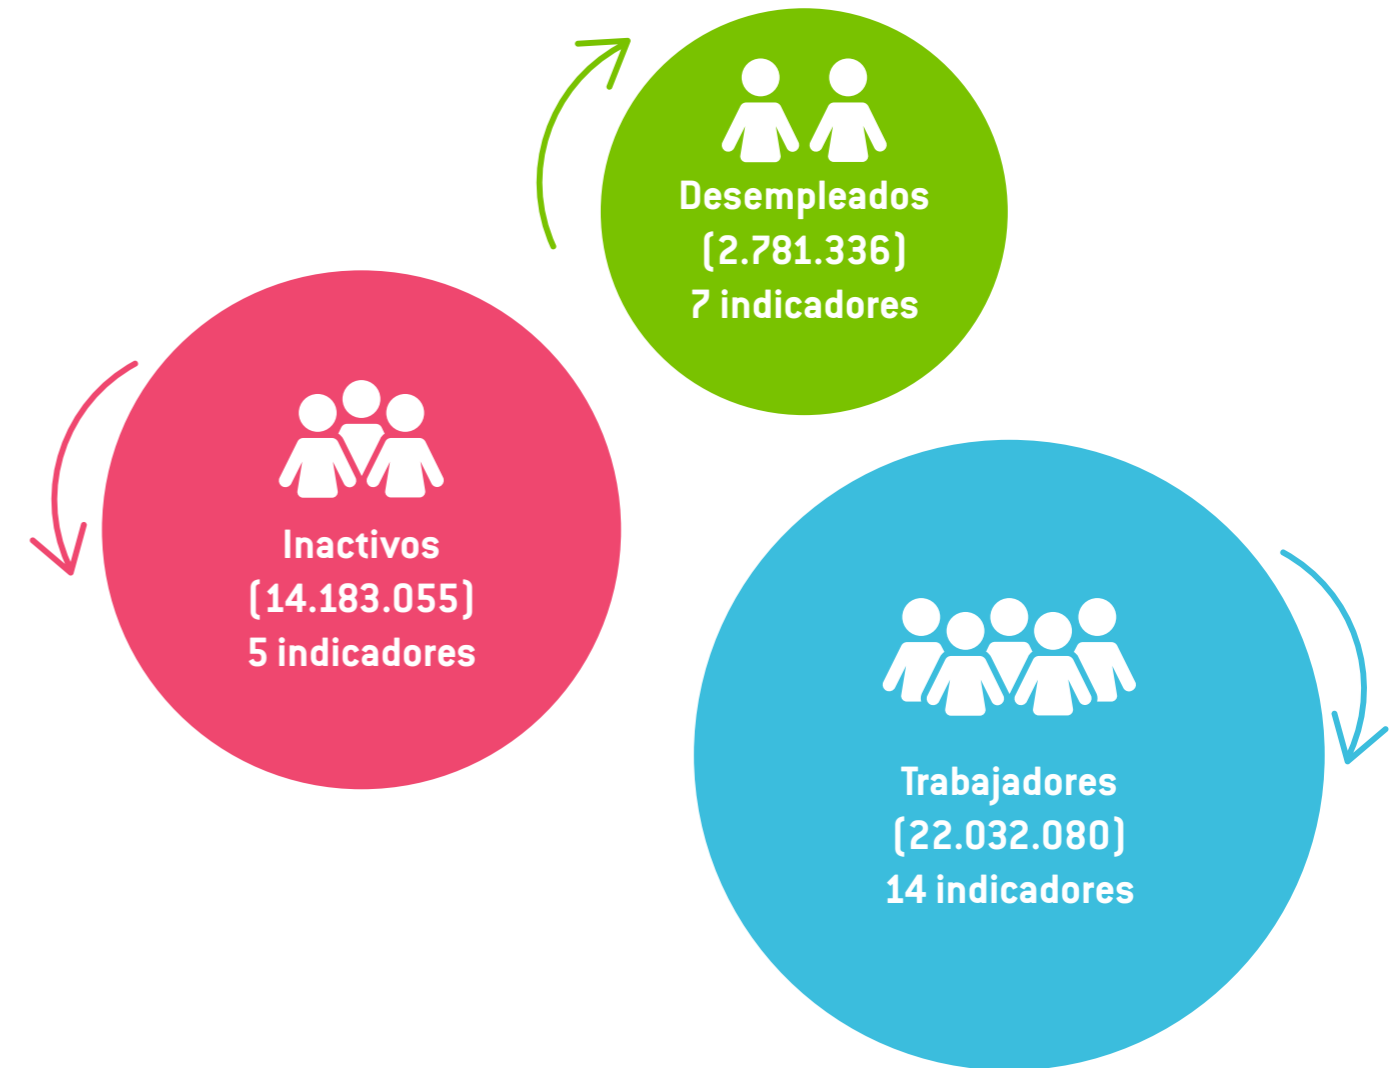 Desempleados
(2.781.336)
7 indicadores
Inactivos
(14.183.055)
5 indicadores
Trabajadores
(22.032.080)
14 indicadores